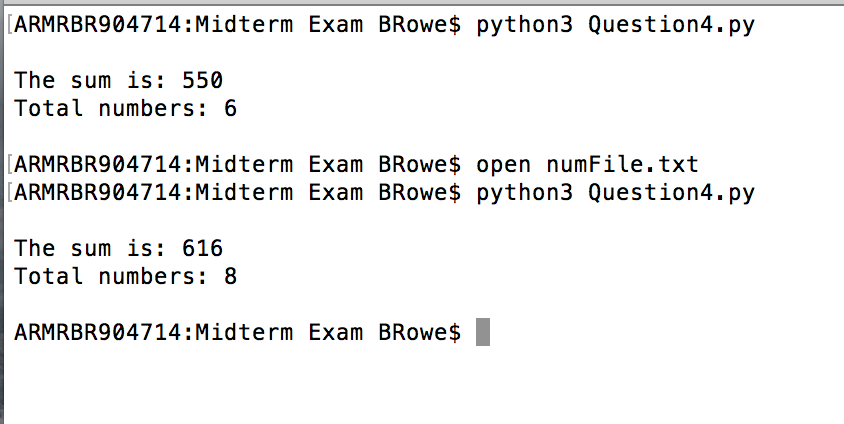 [ARMRBR904714:Midterm Exam BRowe$ python3 Question4.py
The sum is: 550
Total numbers: 6
[ARMRBR904714:Midterm Exam BRowe$ open numFile.txt
[ARMRBR904714:Midterm Exam BRowe$ python3 Question4.py
The sum is: 616
Total numbers: 8
ARMRBR904714:Midterm Exam BRowe$